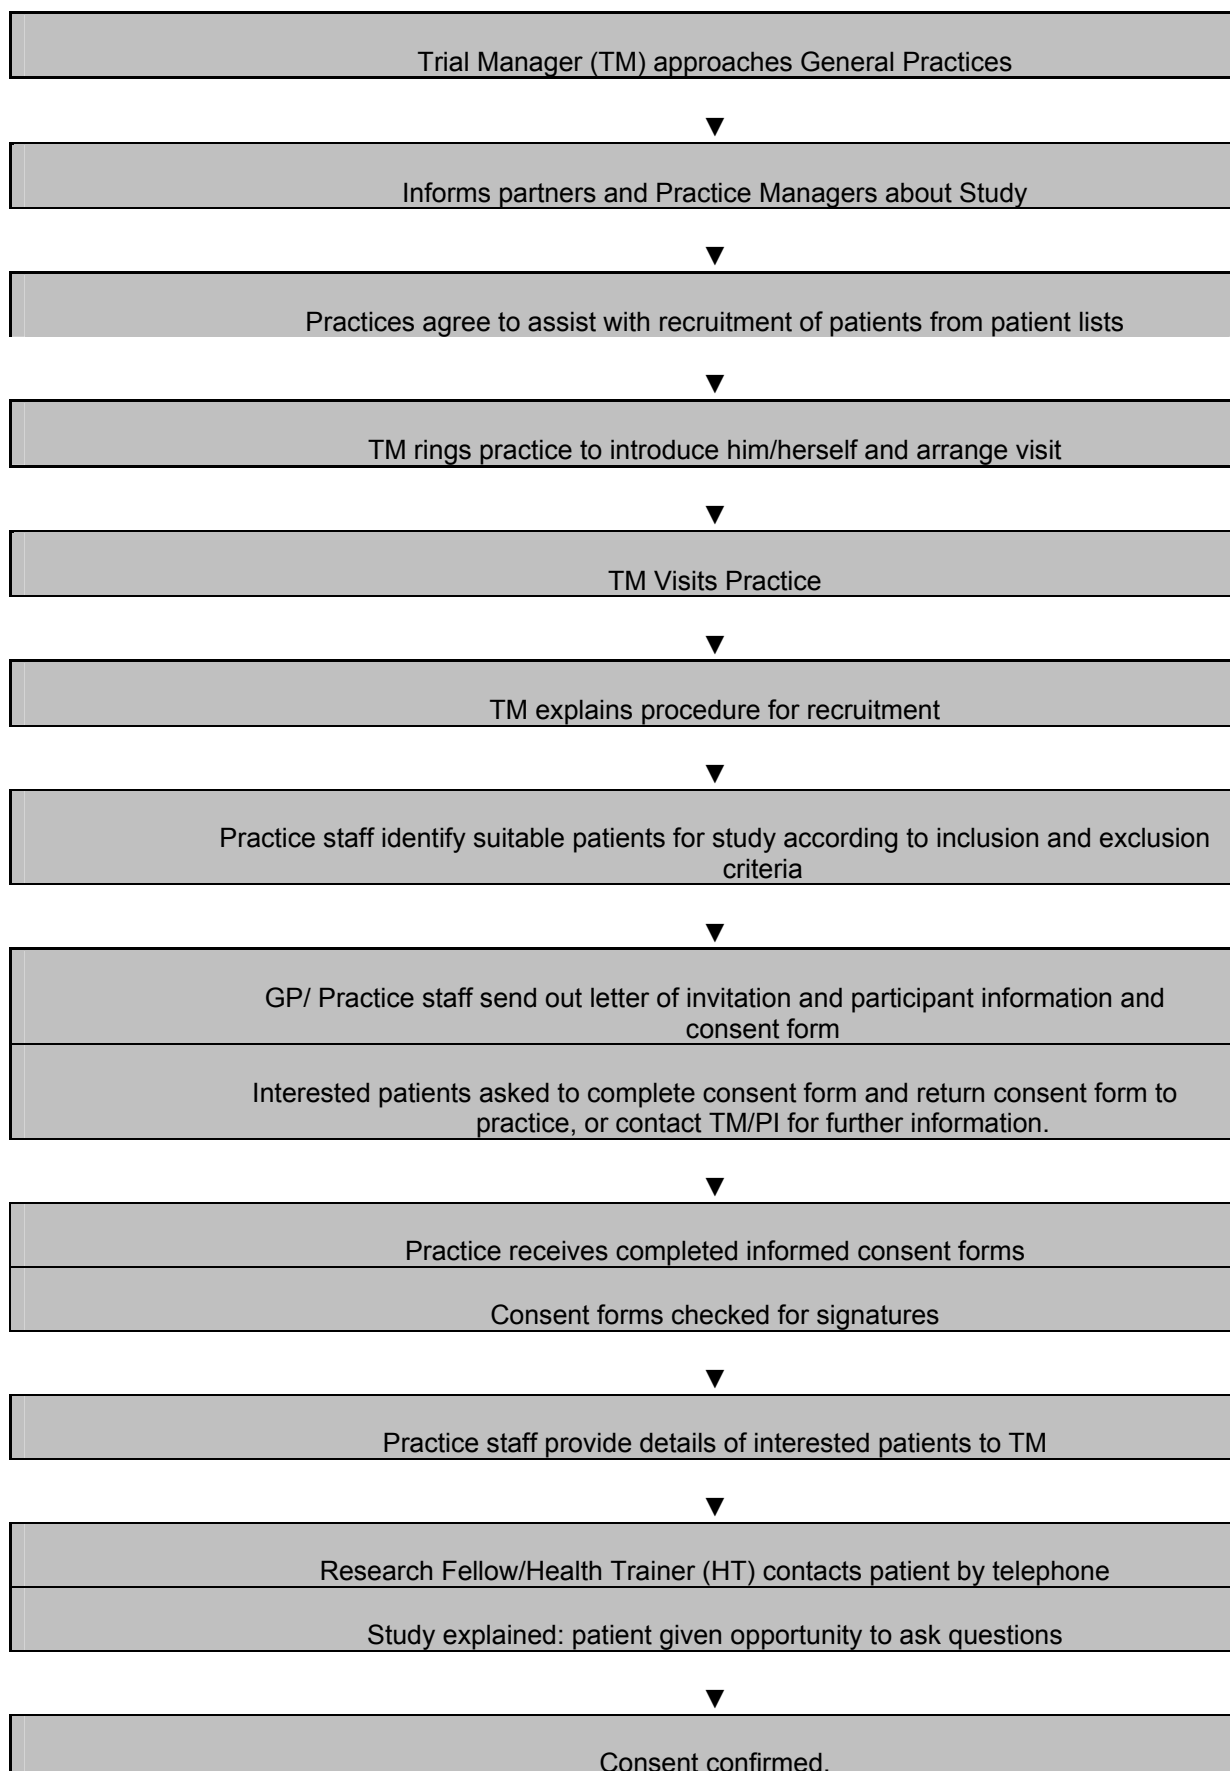 Trial Manager (TM) approaches General Practices
▼
Informs partners and Practice Managers about Study
▼
Practices agree to assist with recruitment of patients from patient lists
▼
TM rings practice to introduce him/herself and arrange visit
▼
TM Visits Practice
▼
TM explains procedure for recruitment
▼
Practice staff identify suitable patients for study according to inclusion and exclusion
criteria
▼
GP/ Practice staff send out letter of invitation and participant information and
consent form
Interested patients asked to complete consent form and return consent form to
practice, or contact TM/PI for further information.
▼
Practice receives completed informed consent forms
Consent forms checked for signatures
▼
Practice staff provide details of interested patients to TM
▼
Research Fellow/Health Trainer (HT) contacts patient by telephone
Study explained: patient given opportunity to ask questions
▼
Consent confirmed.